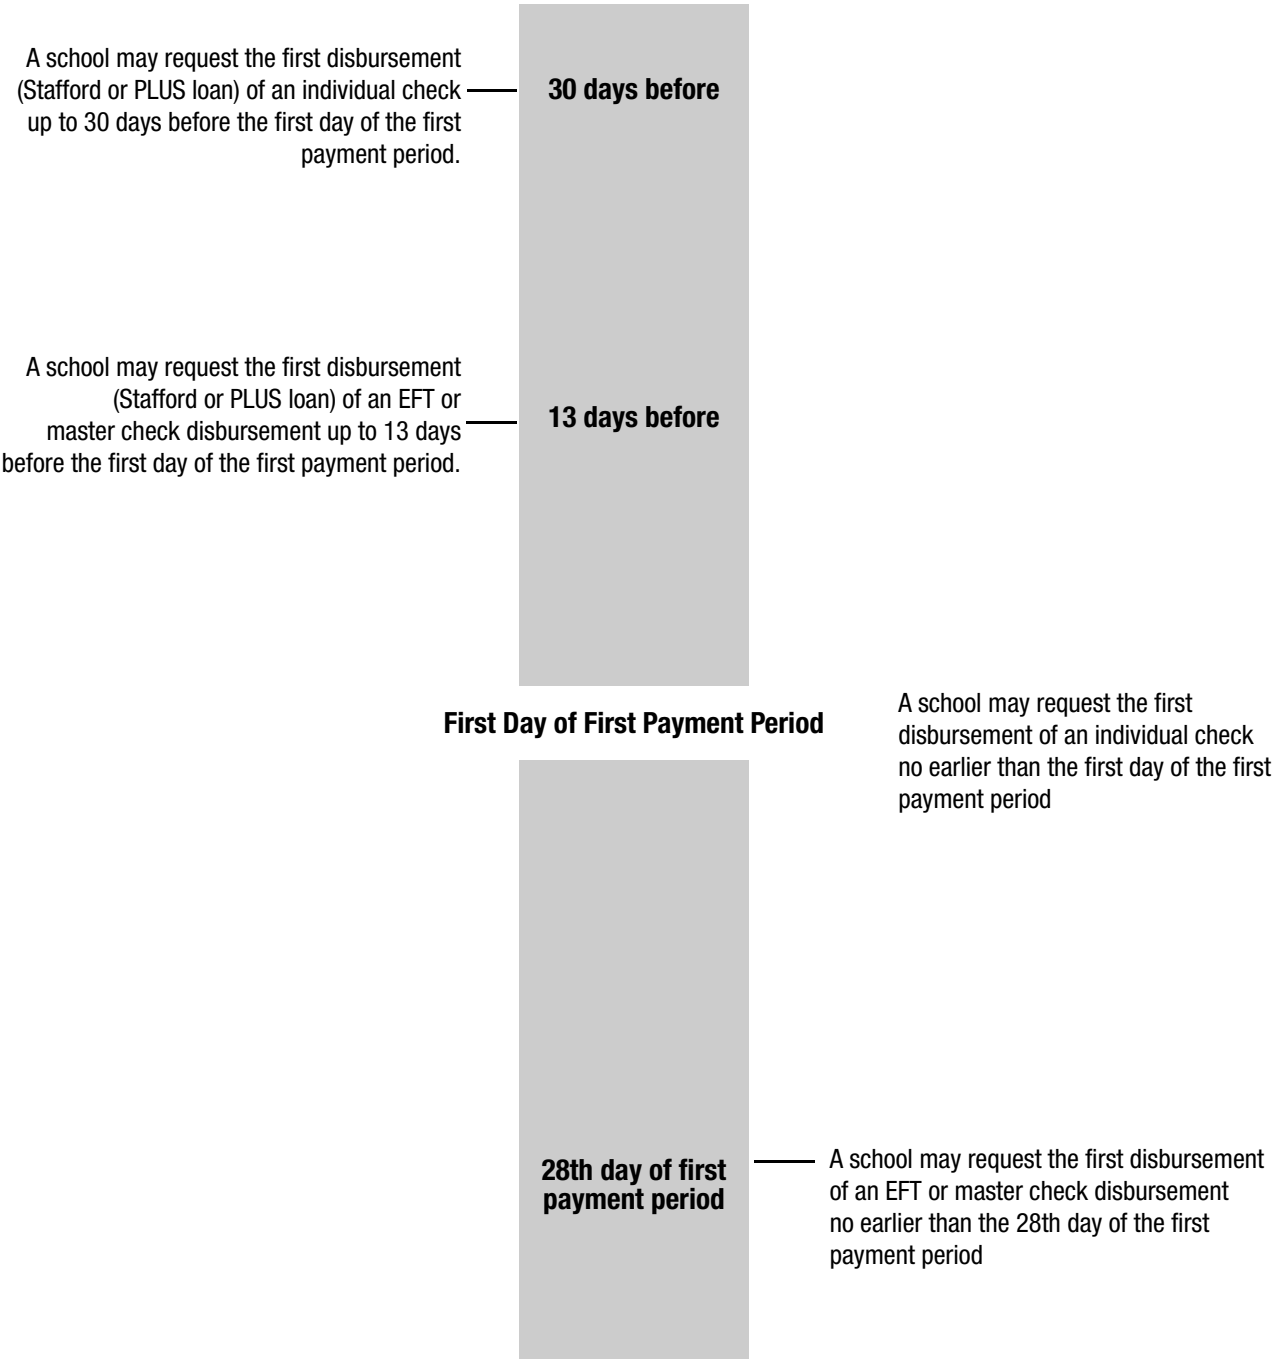 A school may request the first disbursement
(Stafford or PLUS loan) of an individual check
up to 30 days before the first day of the first
payment period.
30 days before
A school may request the first disbursement
(Stafford or PLUS loan) of an EFT or
master check disbursement up to 13 days
before the first day of the first payment period.
13 days before
First Day of First Payment Period
A school may request the first
disbursement of an individual check
no earlier than the first day of the first
payment period
28th day of first
payment period
A school may request the first disbursement
of an EFT or master check disbursement
no earlier than the 28th day of the first
payment period